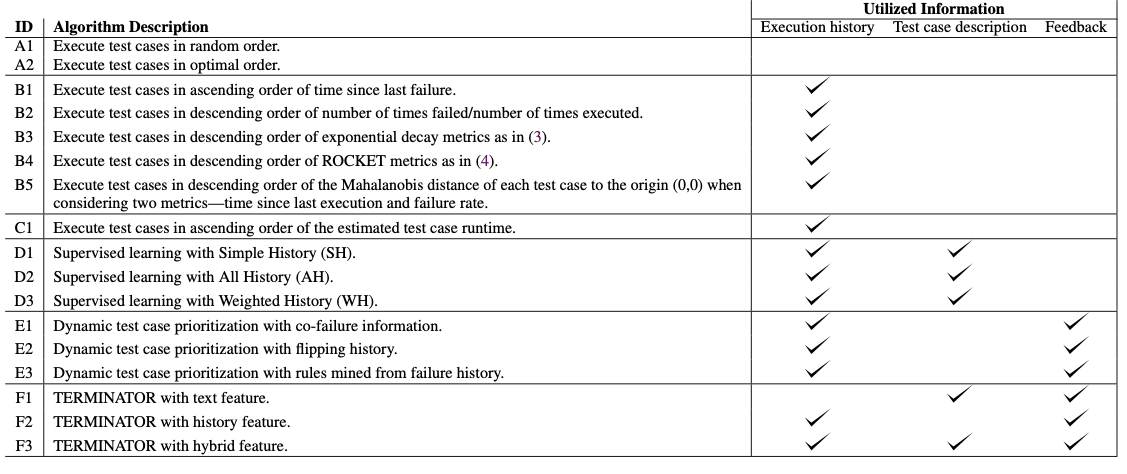 Utilized Information
ID Algorithm Description Execution history Test case description Feedback
A1 Execute test cases in random order.
A2 Execute test cases in optimal order.
B1 Execute test cases in ascending order of time since last failure. ✓
B2 Execute test cases in descending order of number of times failed/number of times executed. ✓
B3 Execute test cases in descending order of exponential decay metrics as in (3). ✓
B4 Execute test cases in descending order of ROCKET metrics as in (4). ✓
B5 Execute test cases in descending order of the Mahalanobis distance of each test case to the origin (0,0) when ✓
considering two metrics—time since last execution and failure rate.
C1 Execute test cases in ascending order of the estimated test case runtime. ✓
D1 Supervised learning with Simple History (SH). ✓ ✓
D2 Supervised learning with All History (AH). ✓ ✓
D3 Supervised learning with Weighted History (WH). ✓ ✓
E1 Dynamic test case prioritization with co-failure information. ✓ ✓
E2 Dynamic test case prioritization with flipping history. ✓ ✓
E3 Dynamic test case prioritization with rules mined from failure history. ✓ ✓
F1 TERMINATOR with text feature. ✓ ✓
F2 TERMINATOR with history feature. ✓ ✓
F3 TERMINATOR with hybrid feature. ✓ ✓ ✓